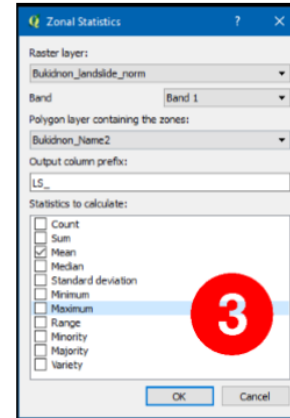 Zonal Statistics ? ×
Raster layer:
Bukidnon_landslide_norm
Band Band 1
Polygon layer containing the zones:
Bukidnon_Name2
Output column prefix:
LS_
Statistics to calculate:
Count
Sum
Mean
Median
Standard deviation
Minimum
Maximum
Range
Minority
Majority
Variety
3
OK Cancel